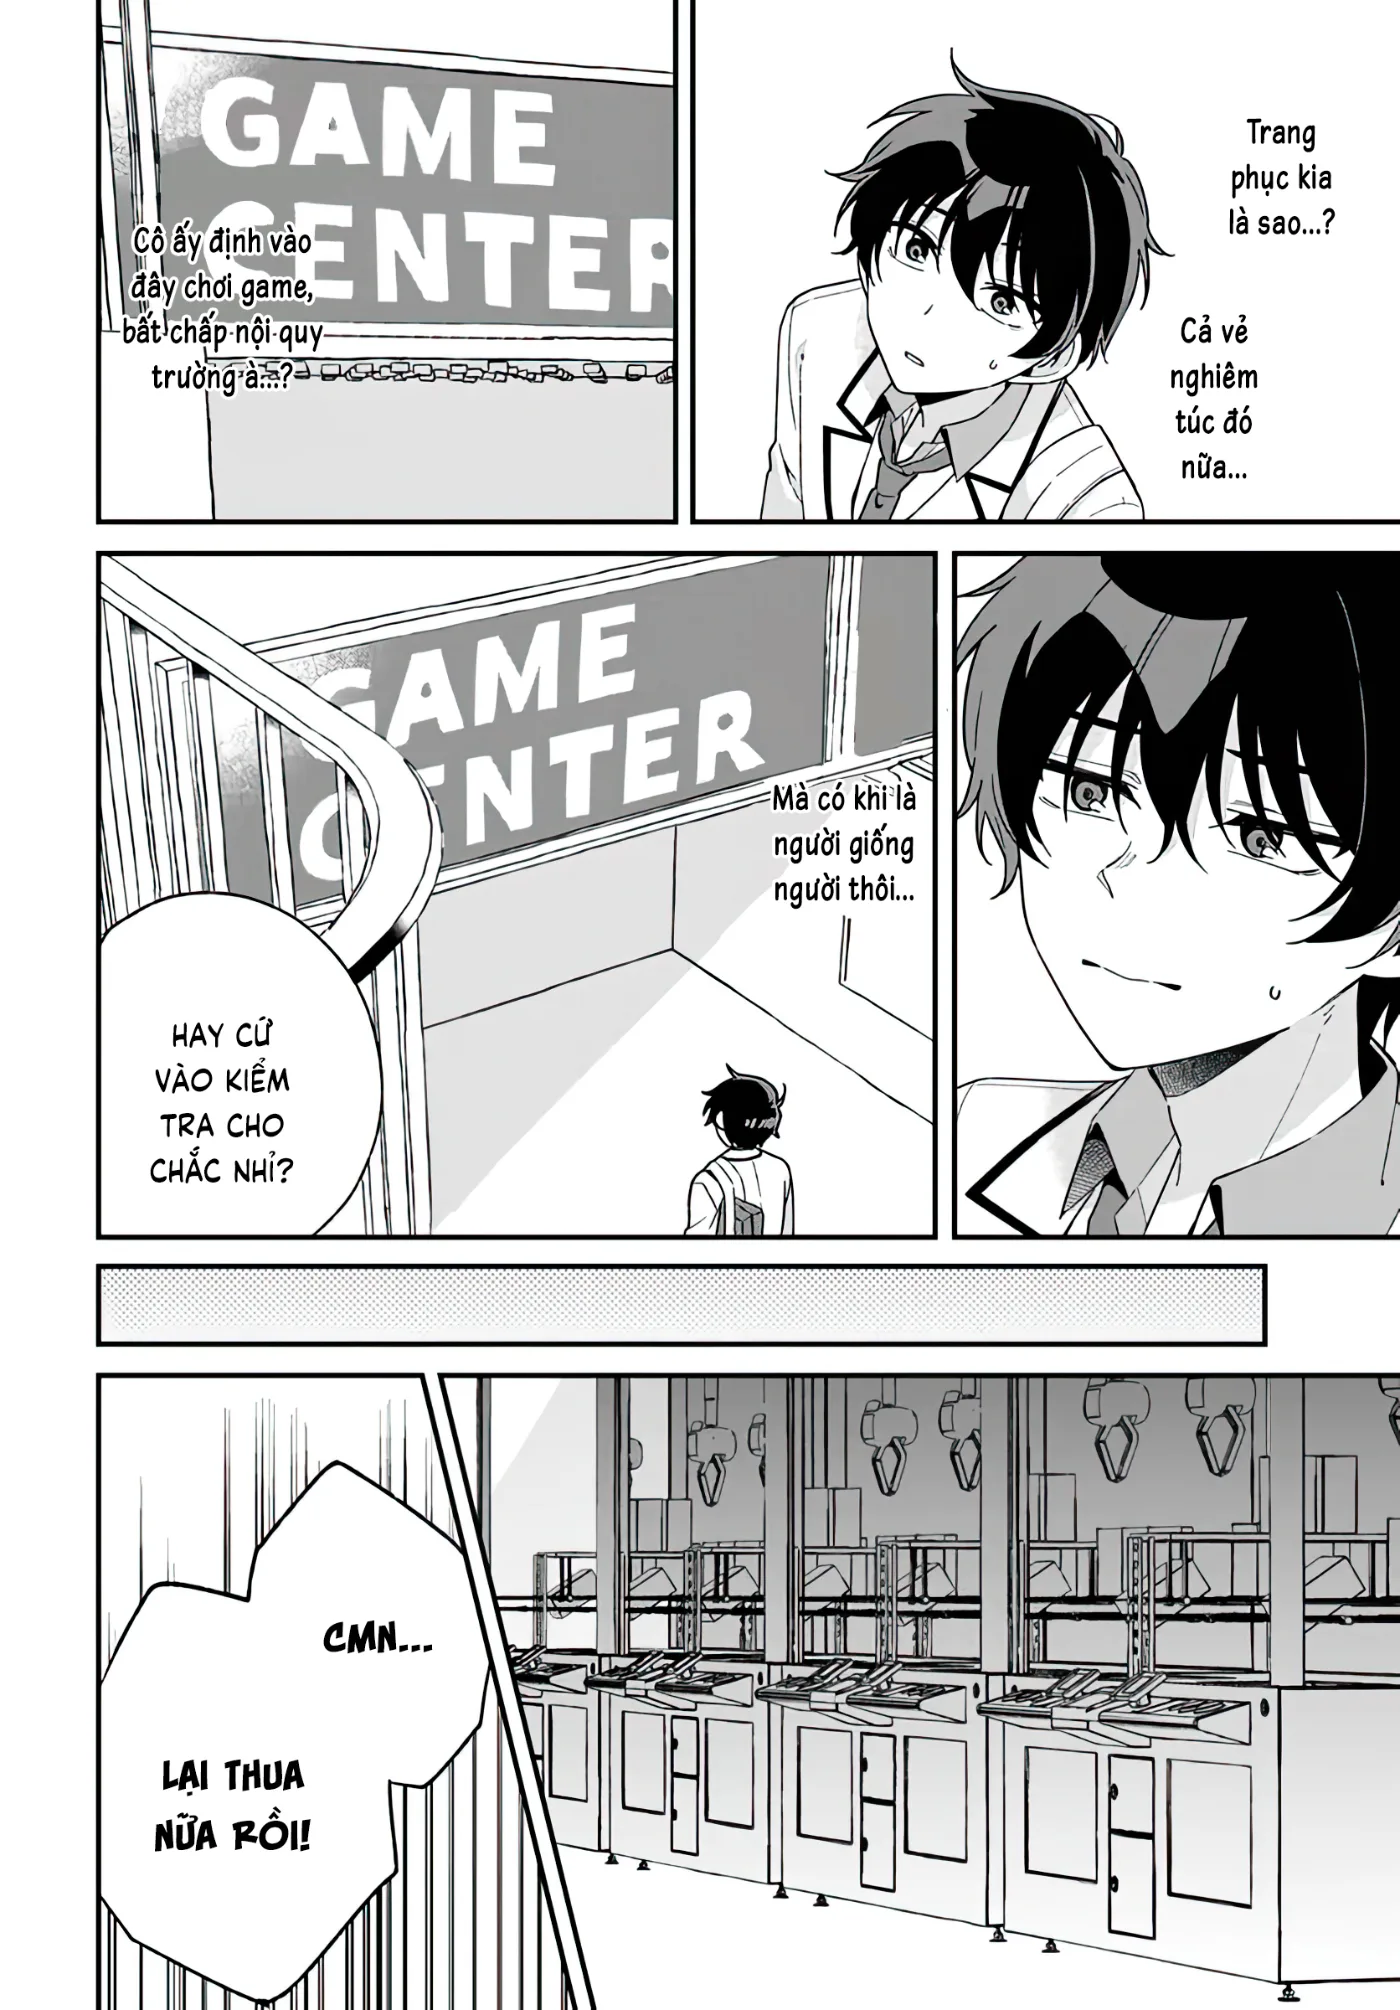 Trang
phục kia
là sao...?
Cả vẻ
nghiêm
túc đó
nữa...
GAME
CENTER
Cô ấy định vào
đây chơi game,
bất chấp nội quy
trường à...?
GAME
CENTER
Mà có khi là
người giống
người thôi...
HAY CỨ
VÀO KIỂM
TRA CHO
CHẮC NHỈ?
CMN...
LẠI THUA
NỮA RỒI!